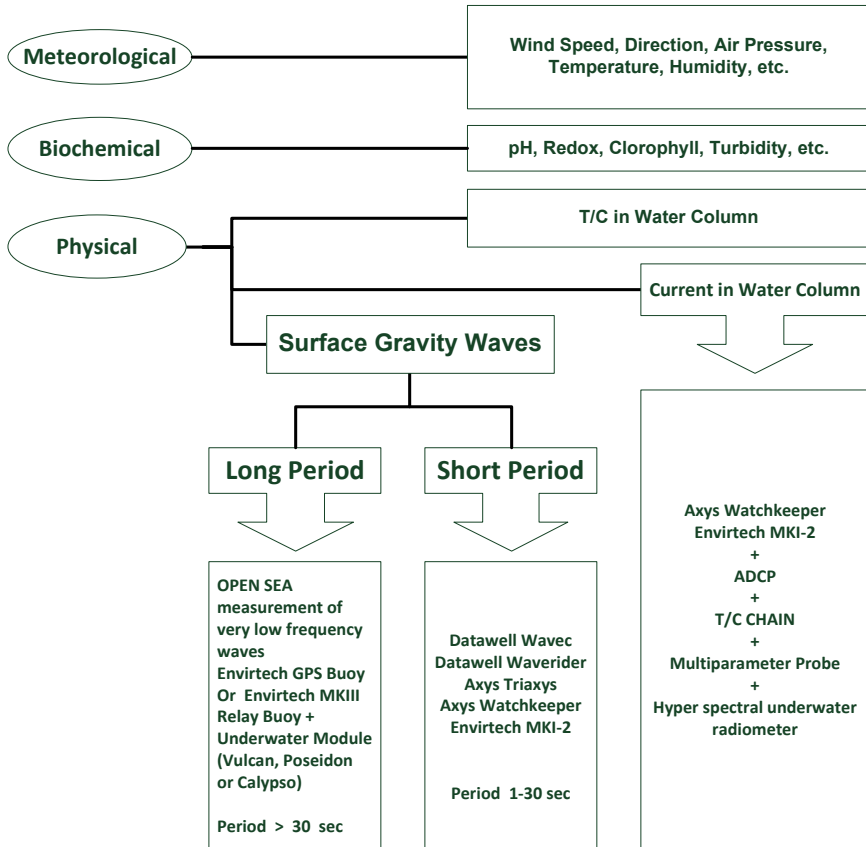 Meteorological
Wind Speed, Direction, Air Pressure,
Temperature, Humidity, etc.
Biochemical
pH, Redox, Clorophyll, Turbidity, etc.
Physical
T/C in Water Column
Current in Water Column
Surface Gravity Waves
Long Period
Short Period
OPEN SEA
measurement of
very low frequency
waves
Envirtech GPS Buoy
Or Envirtech MKIII
Relay Buoy +
Underwater Module
(Vulcan, Poseidon
or Calypso)
Period > 30 sec
Datawell Wavec
Datawell Waverider
Axys Triaxys
Axys Watchkeeper
Envirtech MKI-2
Period 1-30 sec
Axys Watchkeeper
Envirtech MKI-2
+
ADCP
+
T/C CHAIN
+
Multiparameter Probe
+
Hyper spectral underwater
radiometer